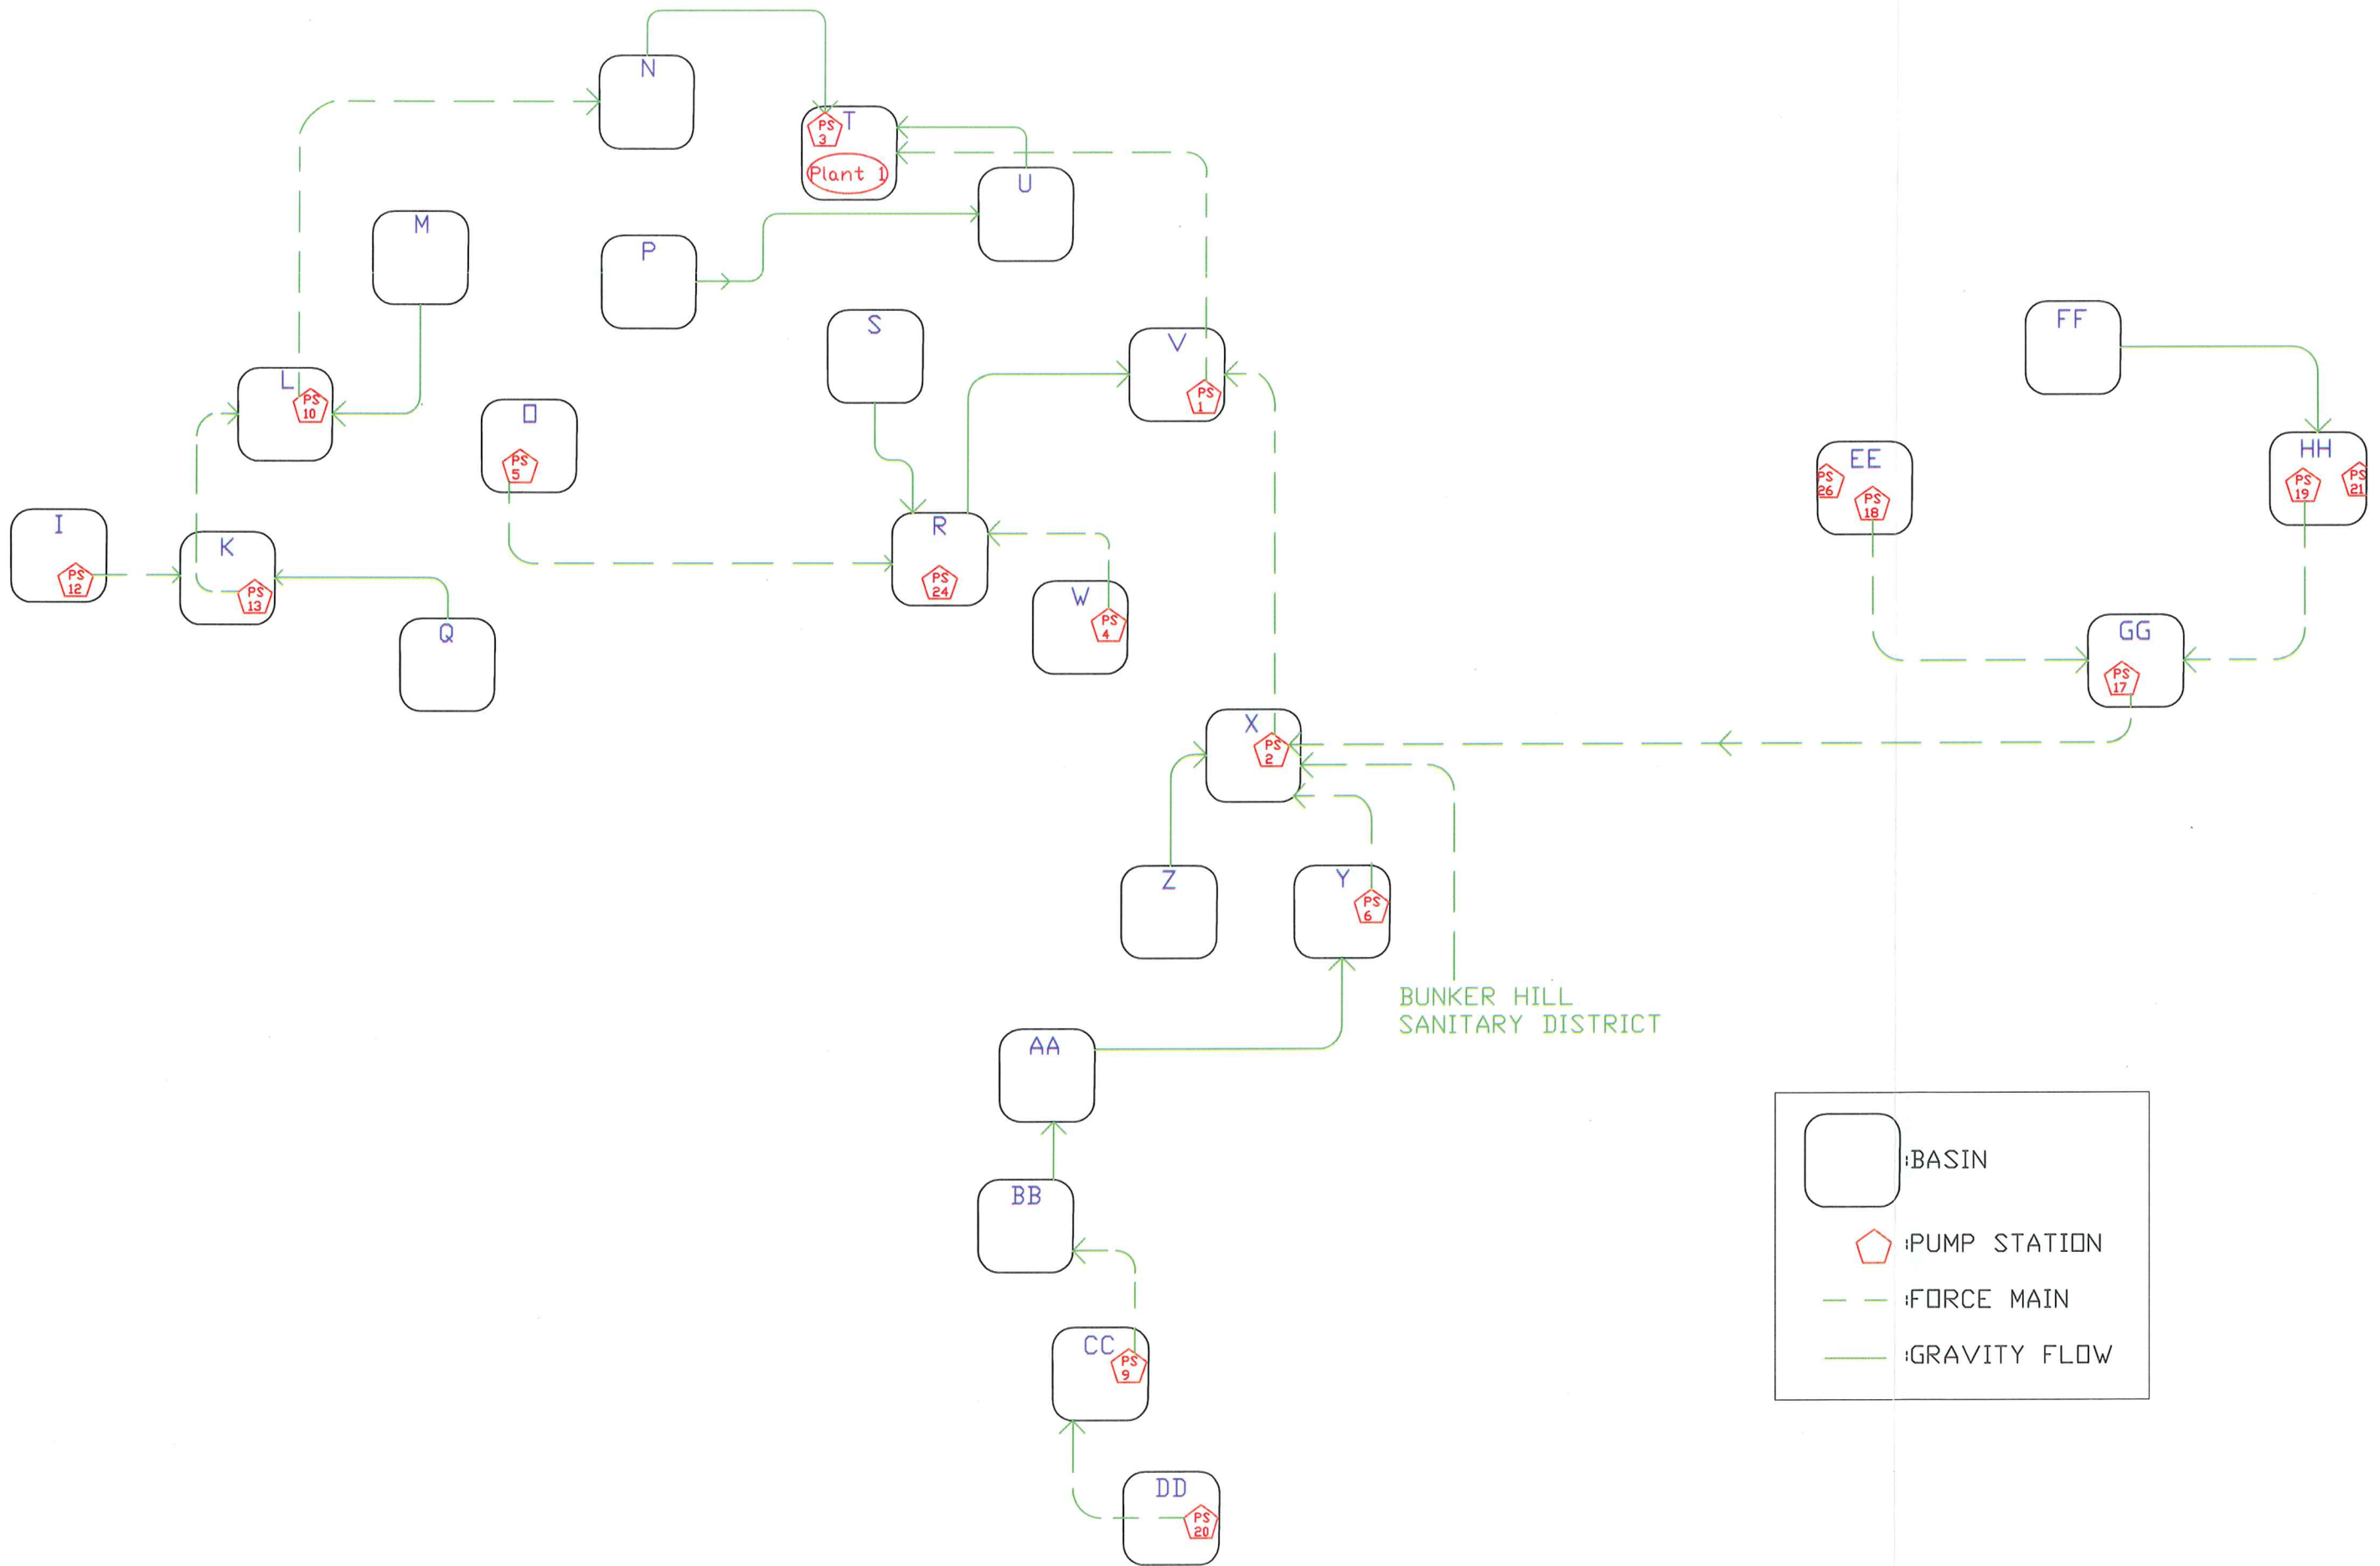 N
T
PS
3
Plant 1
U
M
P
S
V
PS
1
FF
L
PS
10
O
PS
5
EE
PS
26
PS
18
HH
PS
19
PS
21
I
PS
12
K
PS
13
Q
R
PS
24
W
PS
4
GG
PS
17
X
PS
2
Z
Y
PS
6
BUNKER HILL
SANITARY DISTRICT
AA
BB
CC
PS
9
DD
PS
20
:BASIN
:PUMP STATION
:FORCE MAIN
:GRAVITY FLOW